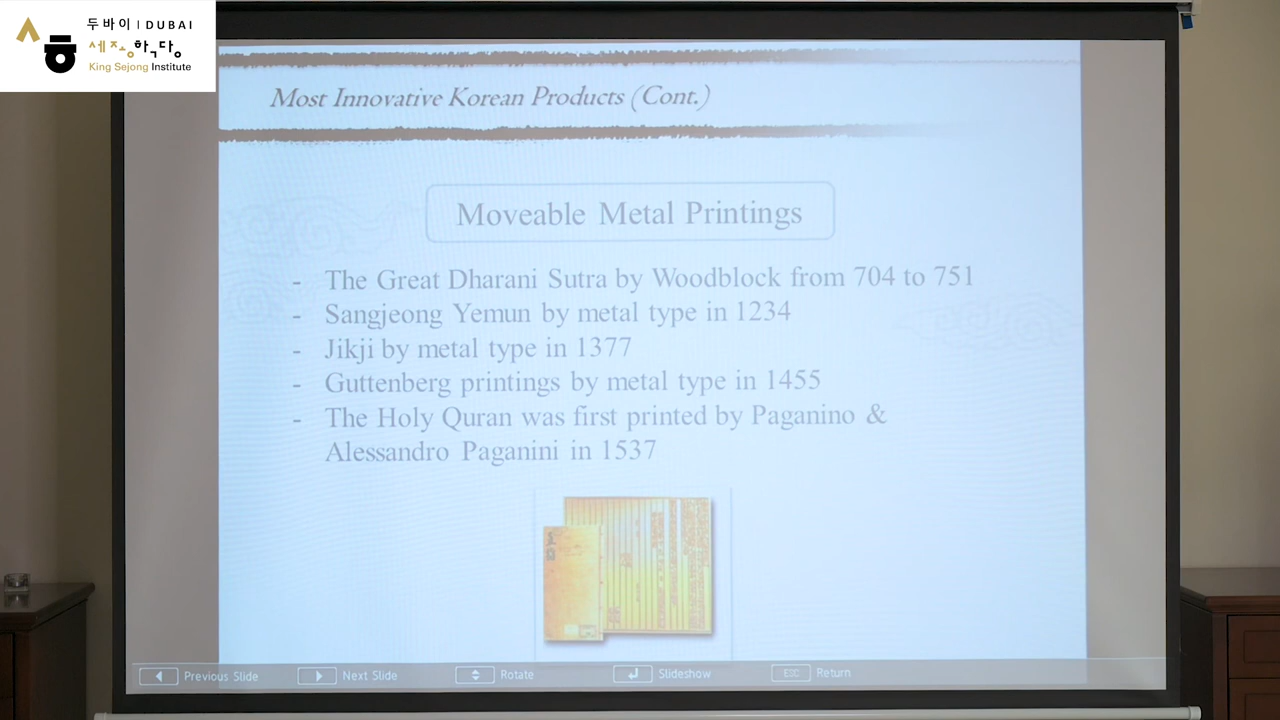 두바이 | DUBAI
세종학당
King Sejong Institute
Most Innovative Korean Products (Cont.)
Moveable Metal Printings
- The Great Dharani Sutra by Woodblock from 704 to 751
- Sangjeong Yemun by metal type in 1234
- Jikji by metal type in 1377
- Guttenberg printings by metal type in 1455
- The Holy Quran was first printed by Paganino &
Alessandro Paganini in 1537
Previous Slide
Next Slide
Rotate
Slideshow
ESC Return